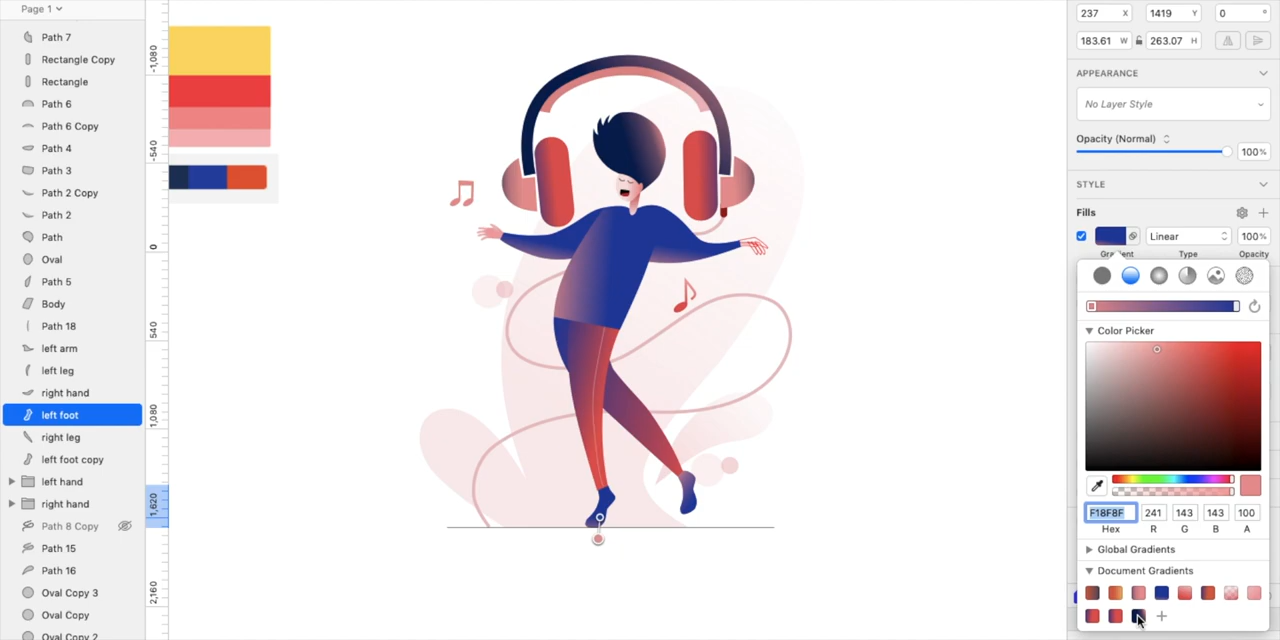 Page 1
Path 7
Rectangle Copy
Rectangle
Path 6
Path 6 Copy
Path 4
Path 3
Path 2 Copy
Path 2
Path
Oval
Path 5
Body
Path 18
left arm
left leg
right hand
left foot
right leg
left foot copy
left hand
right hand
Path 8 Copy
Path 15
Path 16
Oval Copy 3
Oval Copy
Oval Copy 2
-1,080
-540
0
540
1,080
1,620
2,160
237 X 1419 Y 0 °
183.61 W 263.07 H
APPEARANCE
No Layer Style
Opacity (Normal)
100%
STYLE
Fills
Linear 100%
Gradient Type Opacity
Color Picker
F18F8F 241 143 143 100
Hex R G B A
Global Gradients
Document Gradients